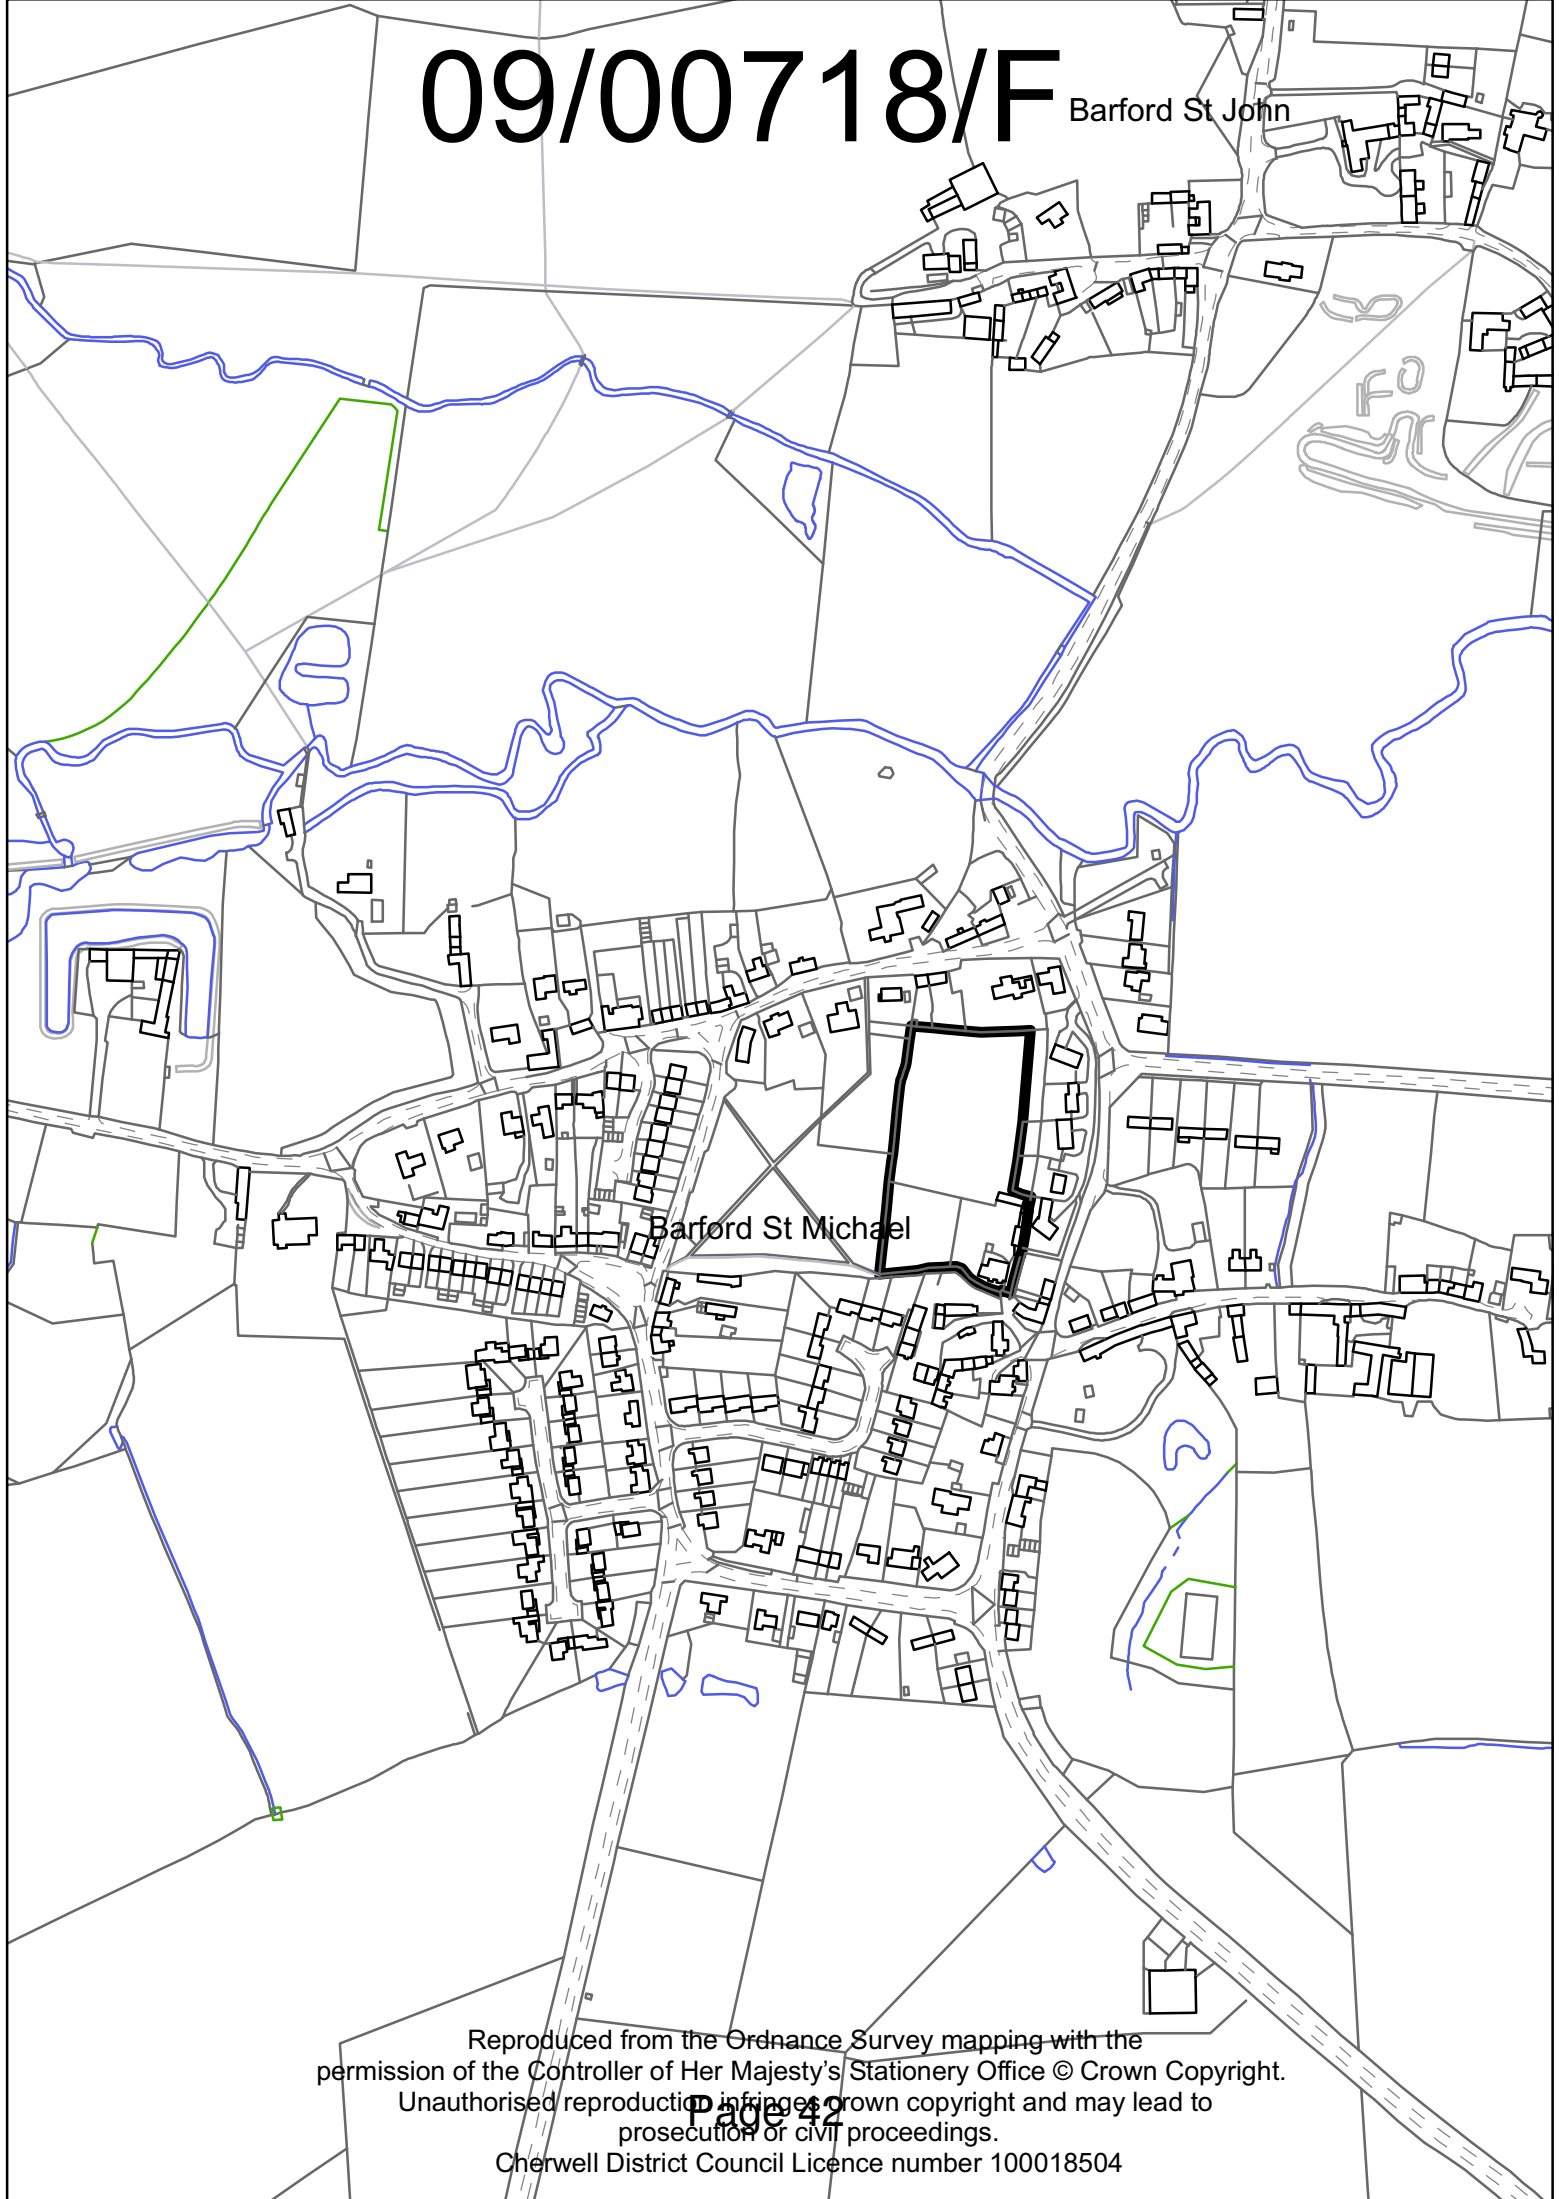 09/00718/F
Barford St John
Barford St Michael
Reproduced from the Ordnance Survey mapping with the
permission of the Controller of Her Majesty's Stationery Office © Crown Copyright.
Unauthorised reproduction infringes crown copyright and may lead to
Page 42
prosecution or civil proceedings.
Cherwell District Council Licence number 100018504